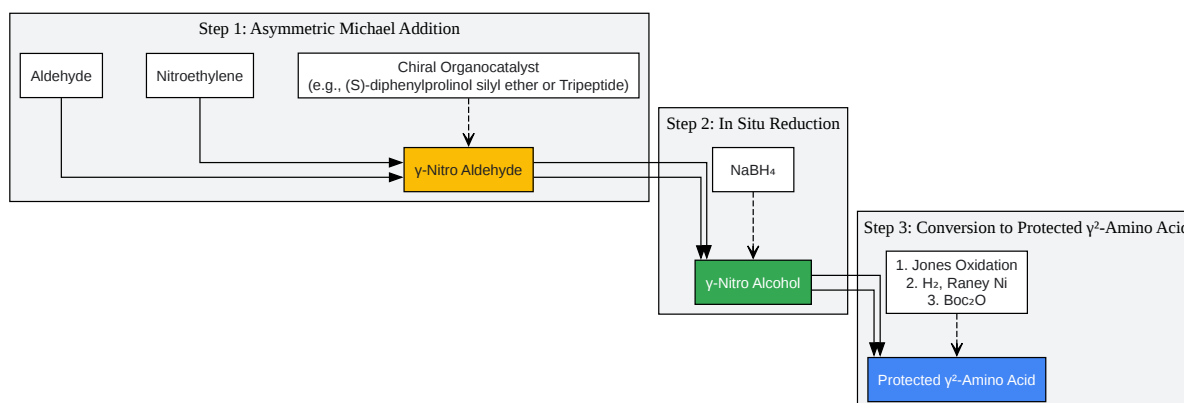 Step 1: Asymmetric Michael Addition
Aldehyde
Nitroethylene
Chiral Organocatalyst
(e.g., (S)-diphenylprolinol silyl ether or Tripeptide)
γ-Nitro Aldehyde
Step 2: In Situ Reduction
NaBH₄
γ-Nitro Alcohol
Step 3: Conversion to Protected γ²-Amino Acid
1. Jones Oxidation
2. H₂, Raney Ni
3. Boc₂O
Protected γ²-Amino Acid